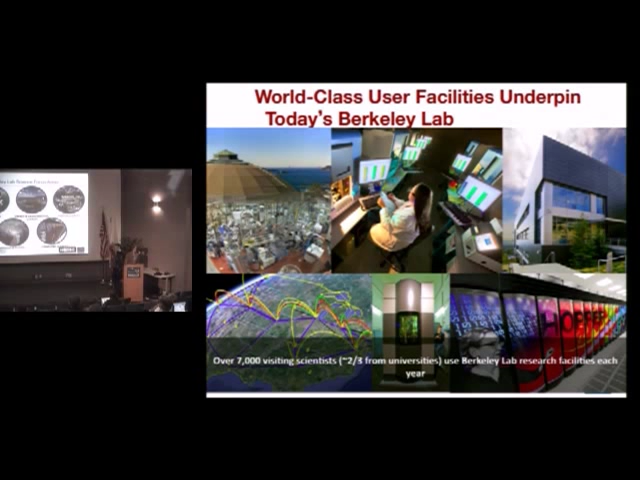 World-Class User Facilities Underpin
Today's Berkeley Lab
HOPPER
Over 7,000 visiting scientists (~2/3 from universities) use Berkeley Lab research facilities each
year